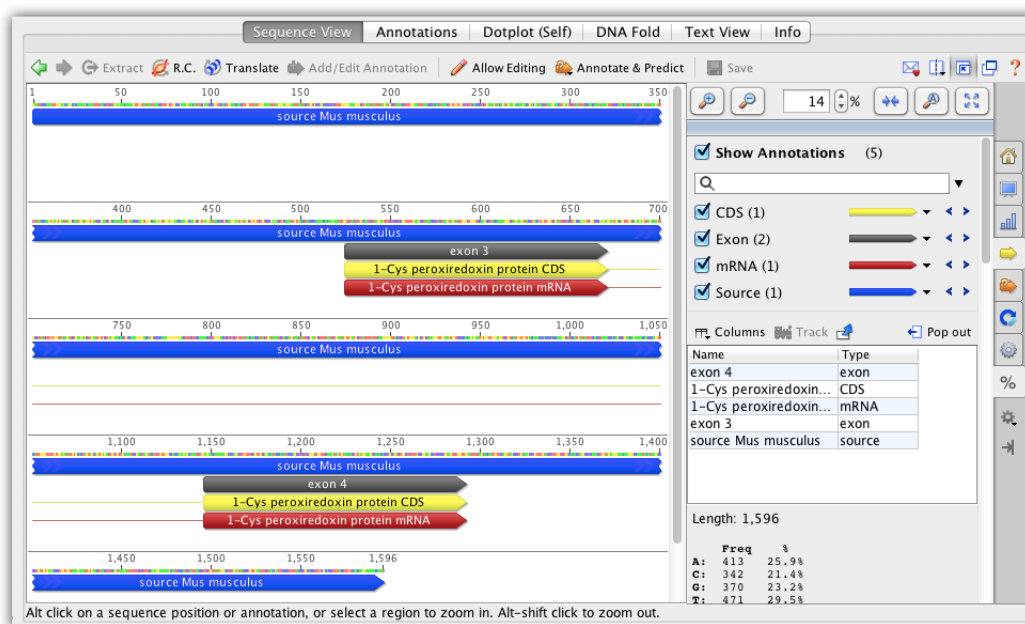 Sequence View Annotations Dotplot (Self) DNA Fold Text View Info
Extract R.C. Translate Add/Edit Annotation Allow Editing Annotate & Predict Save
1 50 100 150 200 250 300 350
source Mus musculus
400 450 500 550 600 650 700
source Mus musculus
exon 3
1-Cys peroxiredoxin protein CDS
1-Cys peroxiredoxin protein mRNA
750 800 850 900 950 1,000 1,050
source Mus musculus
1,100 1,150 1,200 1,250 1,300 1,350 1,400
source Mus musculus
exon 4
1-Cys peroxiredoxin protein CDS
1-Cys peroxiredoxin protein mRNA
1,450 1,500 1,550 1,596
source Mus musculus
14 %
Show Annotations (5)
CDS (1)
Exon (2)
mRNA (1)
Source (1)
Columns Track Pop out
Name Type
exon 4 exon
1-Cys peroxiredoxin... CDS
1-Cys peroxiredoxin... mRNA
exon 3 exon
source Mus musculus source
Length: 1,596
Freq %
A: 413 25.9%
C: 342 21.4%
G: 370 23.2%
T: 471 29.5%
%
Alt click on a sequence position or annotation, or select a region to zoom in. Alt-shift click to zoom out.